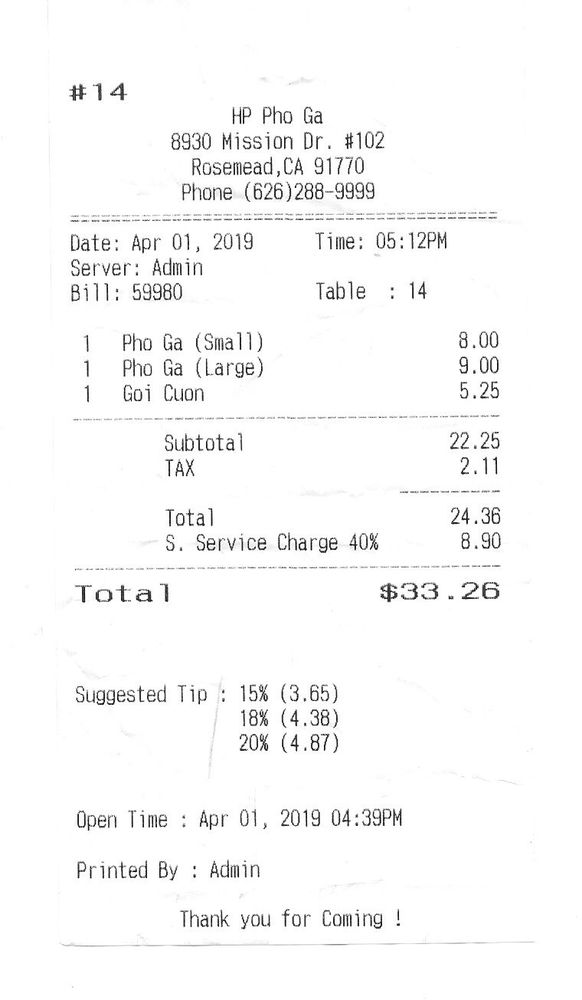 #14
HP Pho Ga
8930 Mission Dr. #102
Rosemead,CA 91770
Phone (626)288-9999
Date: Apr 01, 2019 Time: 05:12PM
Server: Admin
Bill: 59980 Table : 14
1 Pho Ga (Small) 8.00
1 Pho Ga (Large) 9.00
1 Goi Cuon 5.25
Subtotal 22.25
TAX 2.11
Total 24.36
S. Service Charge 40% 8.90
Total $33.26
Suggested Tip : 15% (3.65)
18% (4.38)
20% (4.87)
Open Time : Apr 01, 2019 04:39PM
Printed By : Admin
Thank you for Coming !